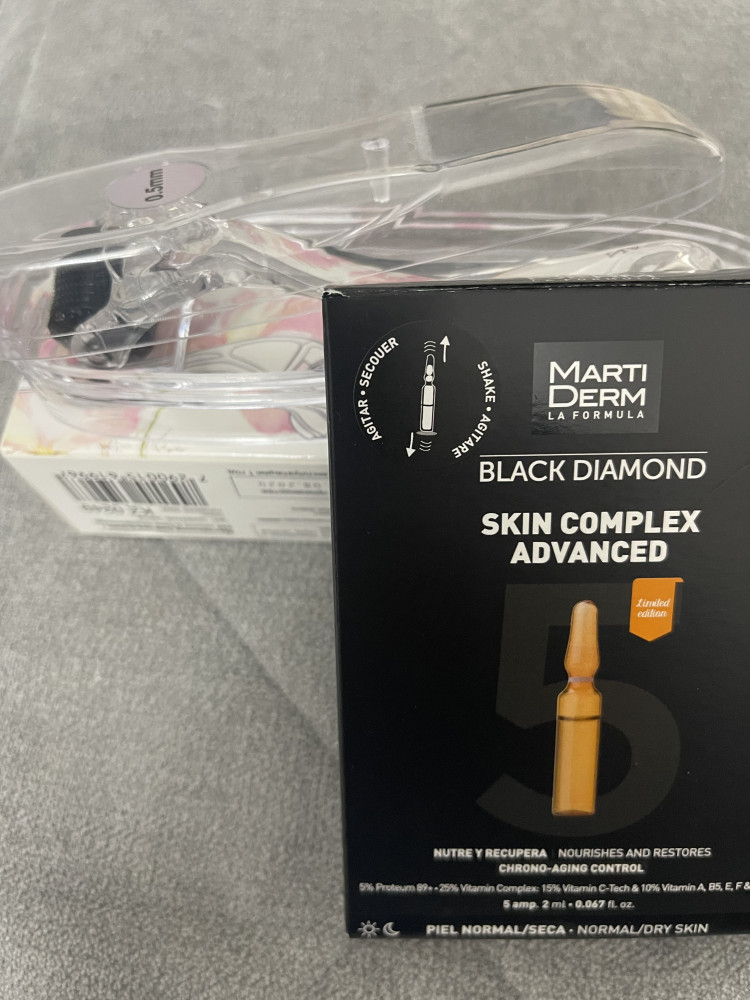 0.5mm
AGITAR • SECOUER
SHAKE • AGITARE
MARTI
DERM
LA FORMULA
BLACK DIAMOND
SKIN COMPLEX
ADVANCED
5
Limited
edition
NUTRE Y RECUPERA NOURISHES AND RESTORES
CHRONO-AGING CONTROL
5% Proteum 89+ • 25% Vitamin Complex: 15% Vitamin C-Tech & 10% Vitamin A, B5, E, F &
5 amp. 2 ml • 0.067 fl. oz.
PIEL NORMAL/SECA • NORMAL/DRY SKIN